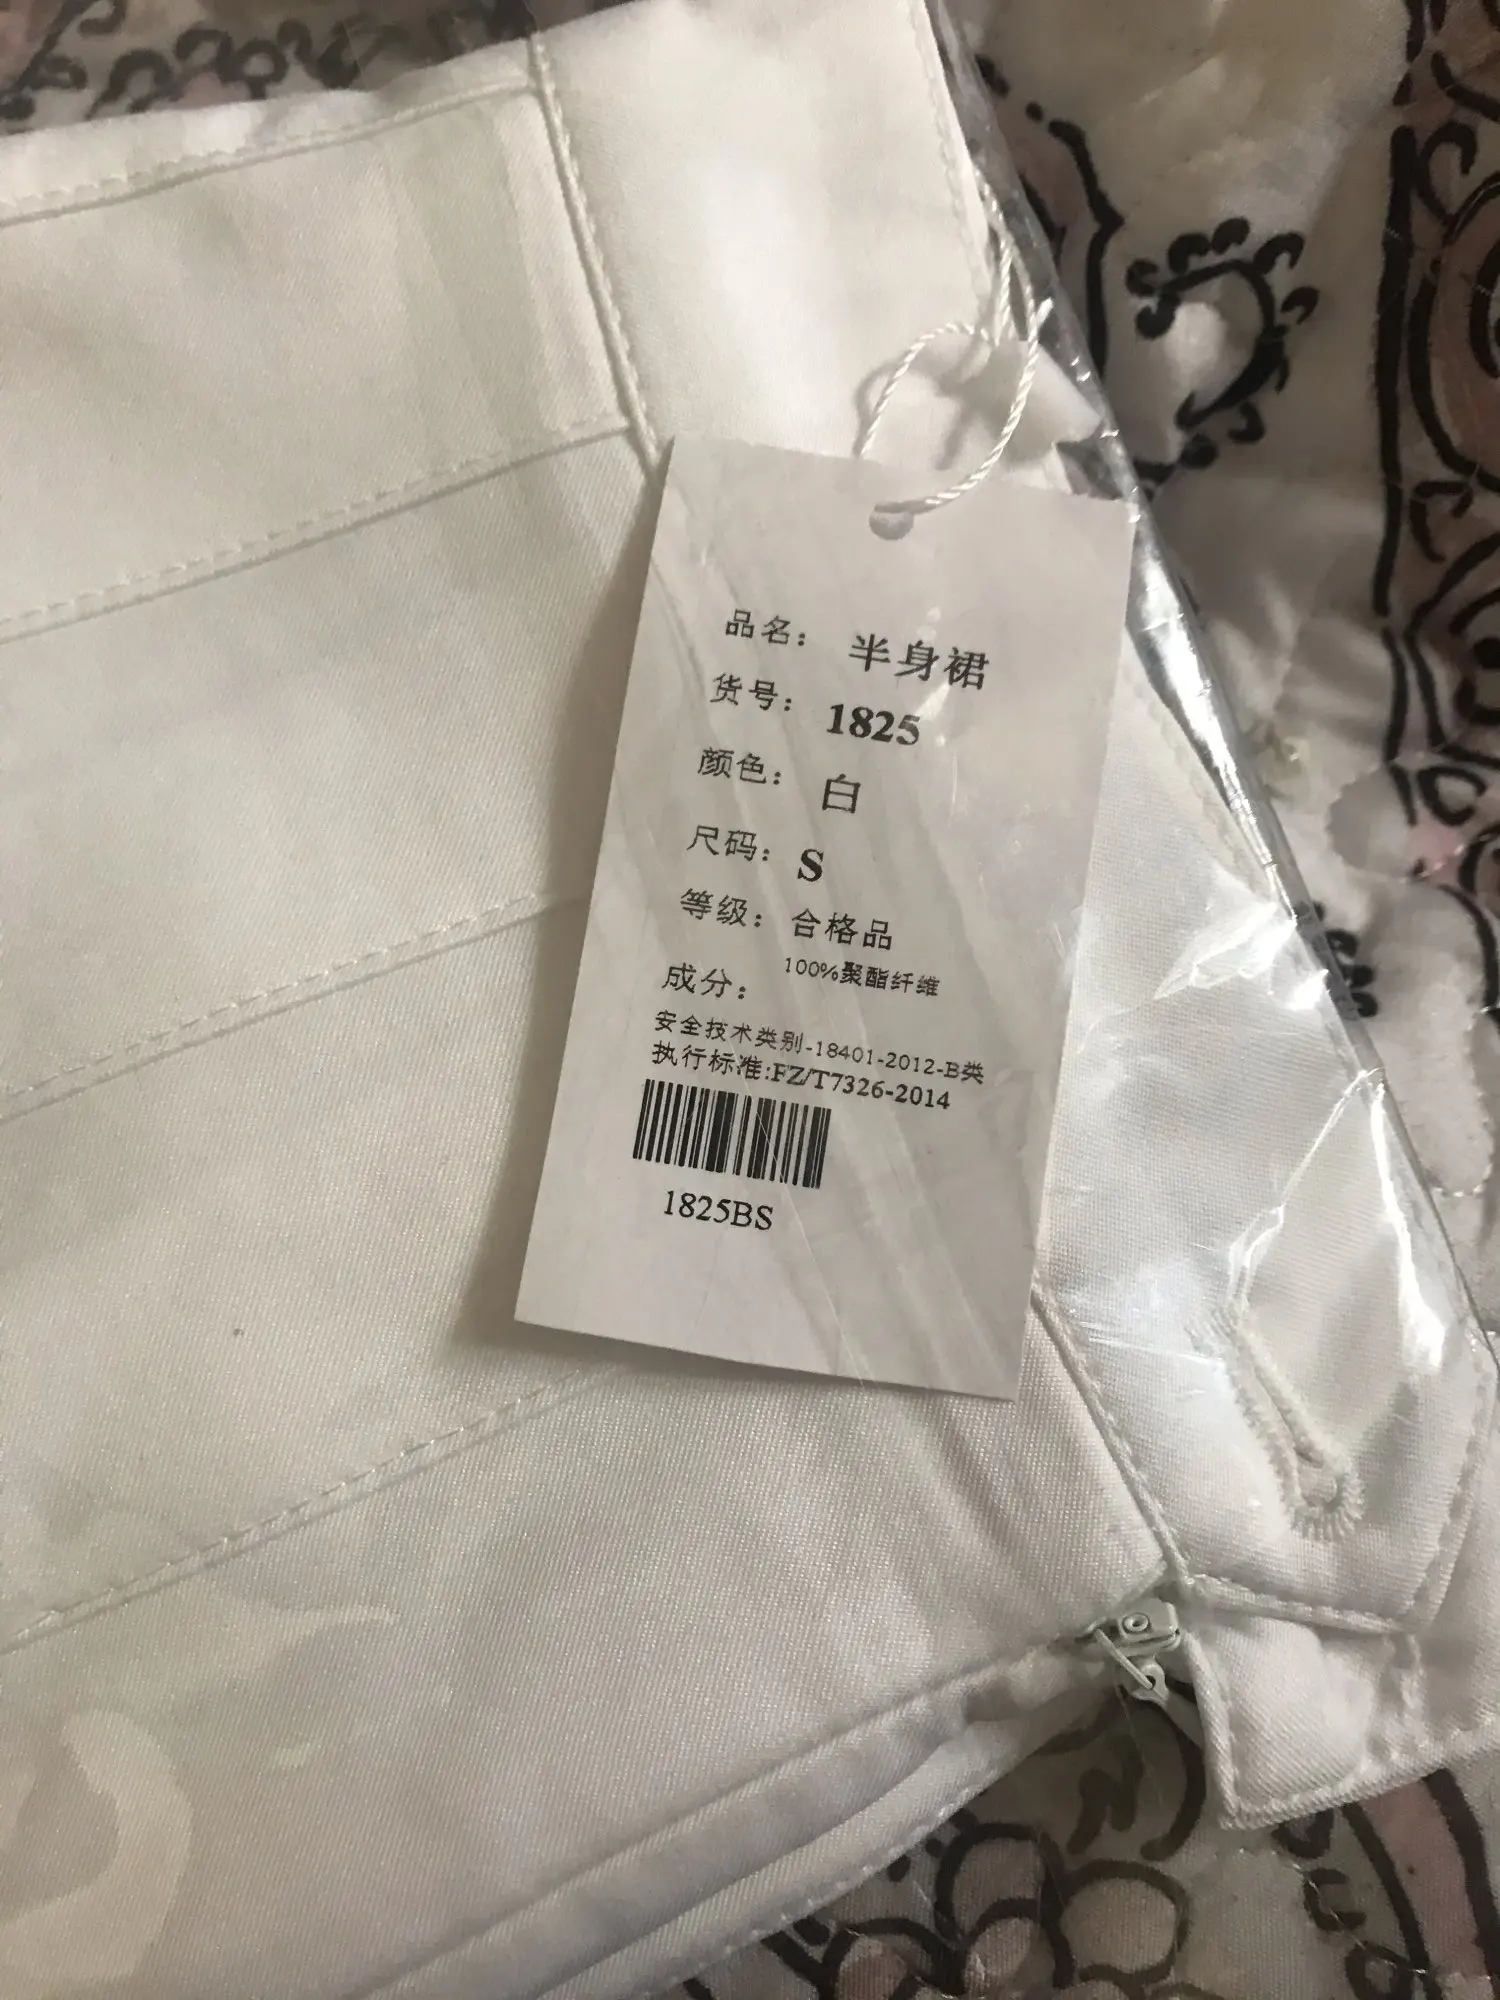 品名： 半身裙
货号： 1825
颜色： 白
尺码： S
等级： 合格品
成分： 100%聚酯纤维
安全技术类别-18401-2012-B类
执行标准:FZ/T7326-2014
1825BS